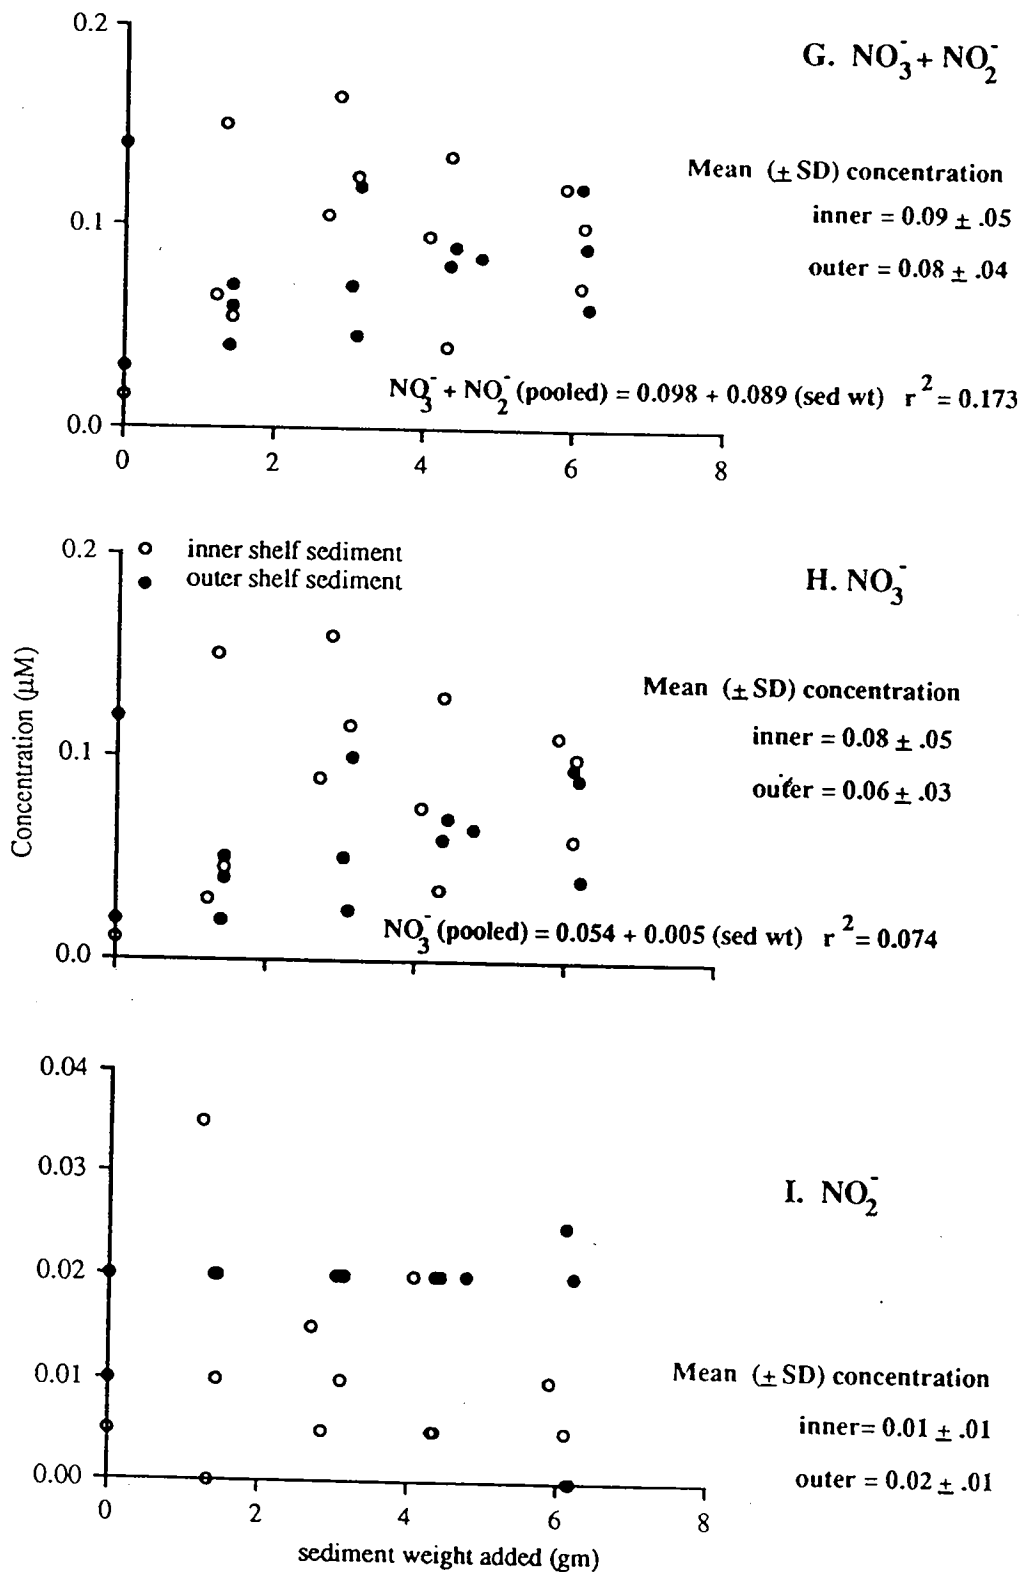 0.2
G. NO₃⁻ + NO₂⁻
Mean (± SD) concentration
inner = 0.09 ± .05
0.1
outer = 0.08 ± .04
NO₃⁻ + NO₂⁻ (pooled) = 0.098 + 0.089 (sed wt) r² = 0.173
0.0
0 2 4 6 8
0.2
inner shelf sediment
outer shelf sediment
H. NO₃⁻
Mean (± SD) concentration
inner = 0.08 ± .05
0.1
outer = 0.06 ± .03
Concentration (µM)
NO₃⁻ (pooled) = 0.054 + 0.005 (sed wt) r² = 0.074
0.0
0.04
0.03
I. NO₂⁻
0.02
0.01
Mean (± SD) concentration
inner= 0.01 ± .01
0.00
outer = 0.02 ± .01
0 2 4 6 8
sediment weight added (gm)